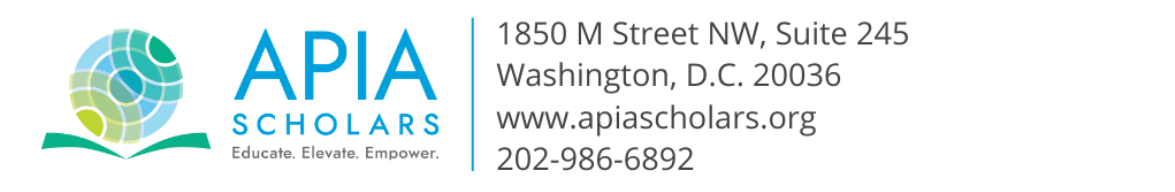 APIA
SCHOLARS
Educate. Elevate. Empower.
1850 M Street NW, Suite 245
Washington, D.C. 20036
www.apiascholars.org
202-986-6892